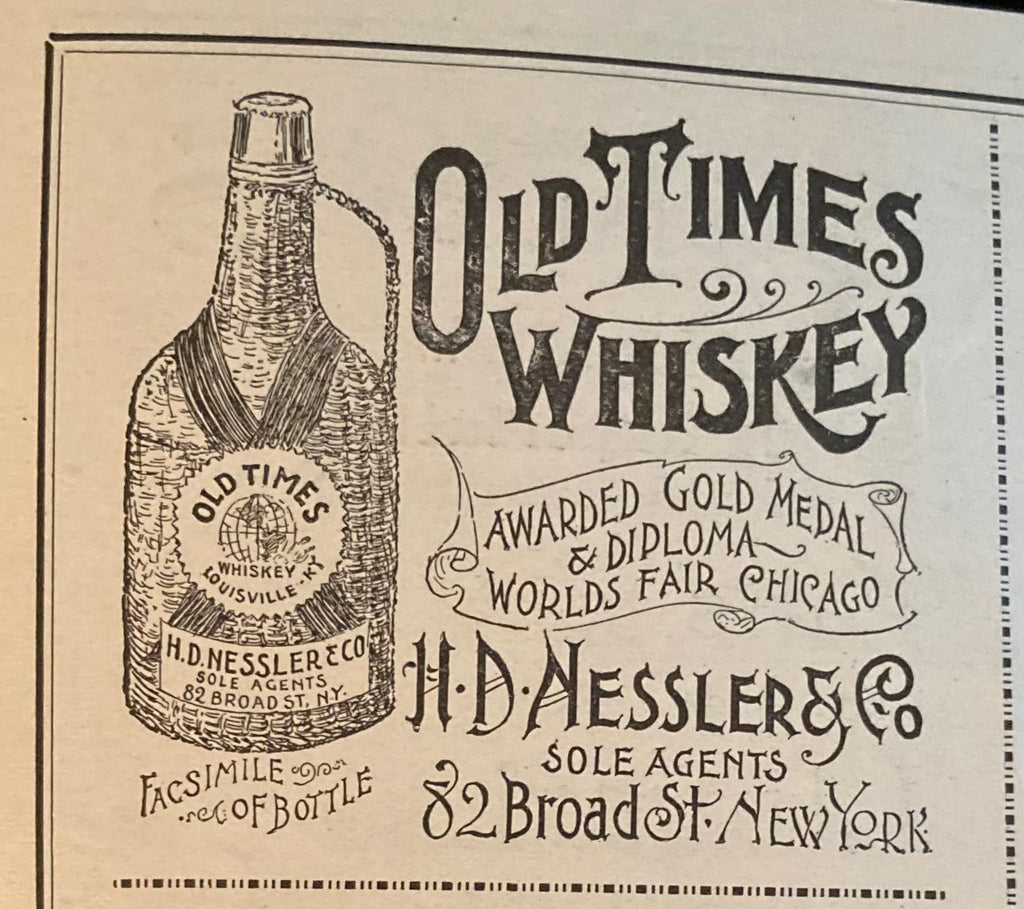 OLD TIMES
WHISKEY
AWARDED GOLD MEDAL
& DIPLOMA
WORLDS FAIR CHICAGO
H.D. NESSLER & Co
SOLE AGENTS
82 Broad St. NEW YORK.
OLD TIMES
WHISKEY
LOUISVILLE. KY
H.D. NESSLER & CO
SOLE AGENTS
82 BROAD ST, N.Y.
FACSIMILE
OF BOTTLE